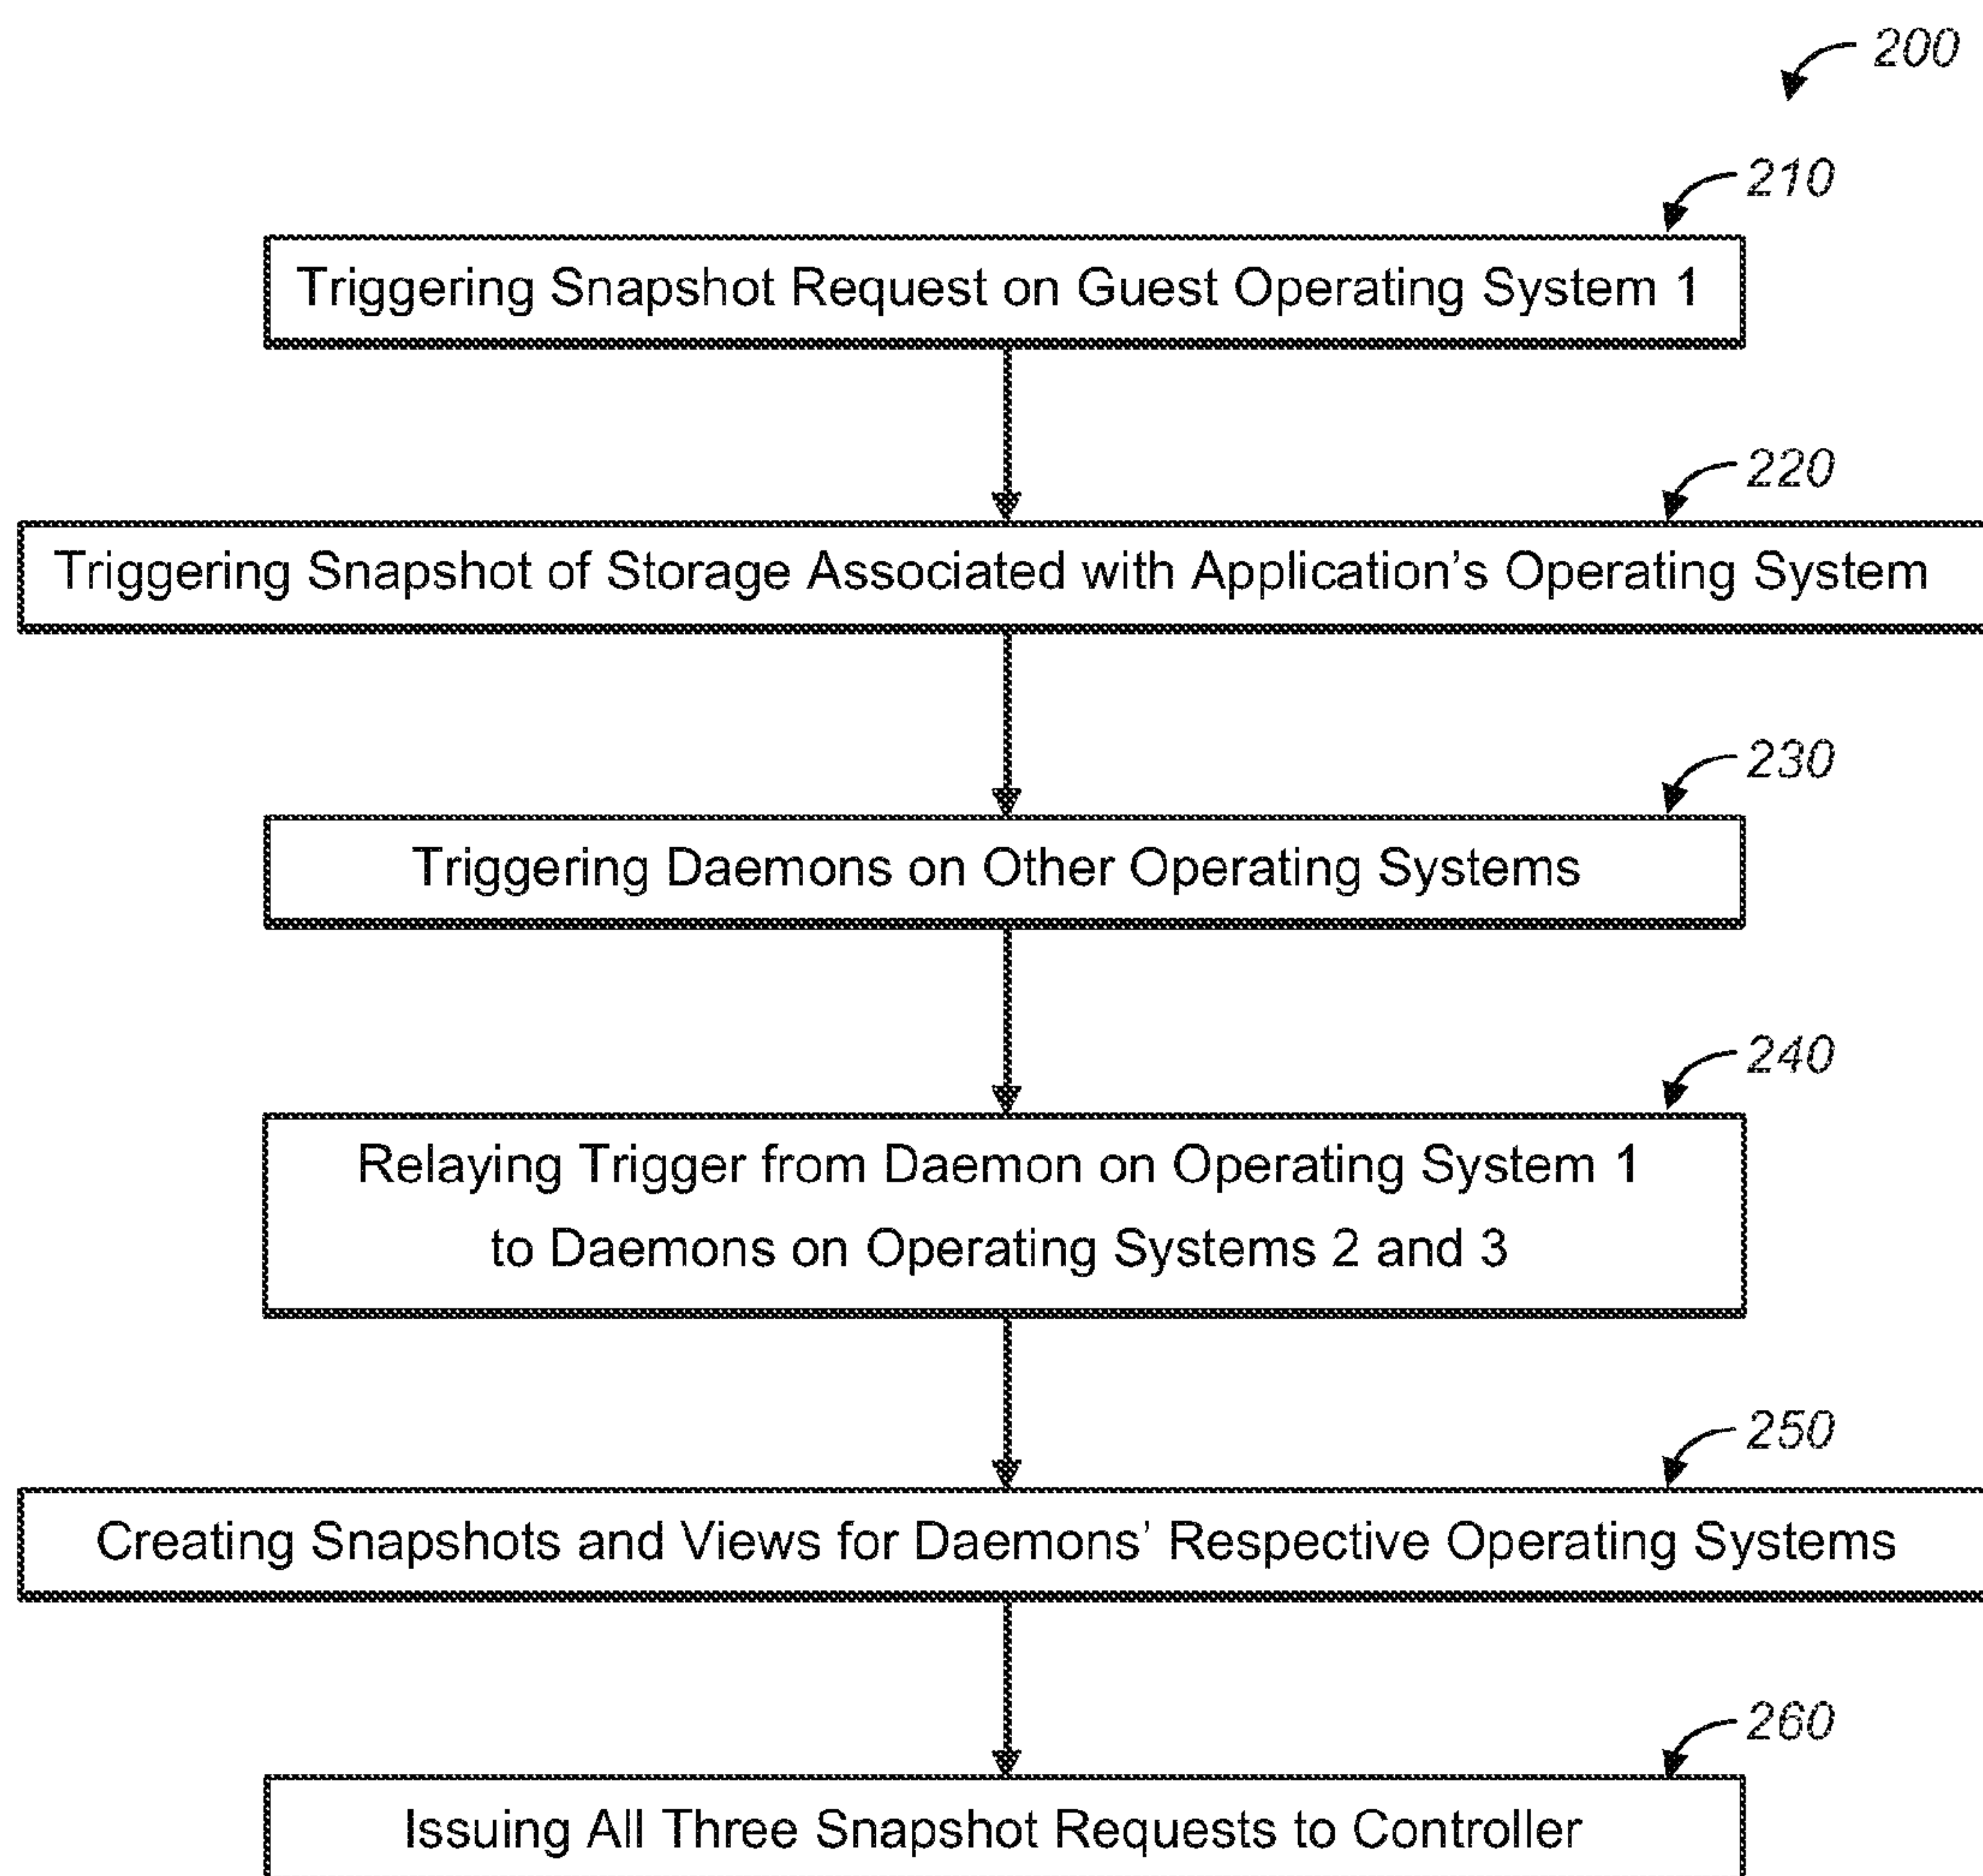 200
210
Triggering Snapshot Request on Guest Operating System 1
220
Triggering Snapshot of Storage Associated with Application's Operating System
230
Triggering Daemons on Other Operating Systems
240
Relaying Trigger from Daemon on Operating System 1
to Daemons on Operating Systems 2 and 3
250
Creating Snapshots and Views for Daemons' Respective Operating Systems
260
Issuing All Three Snapshot Requests to Controller